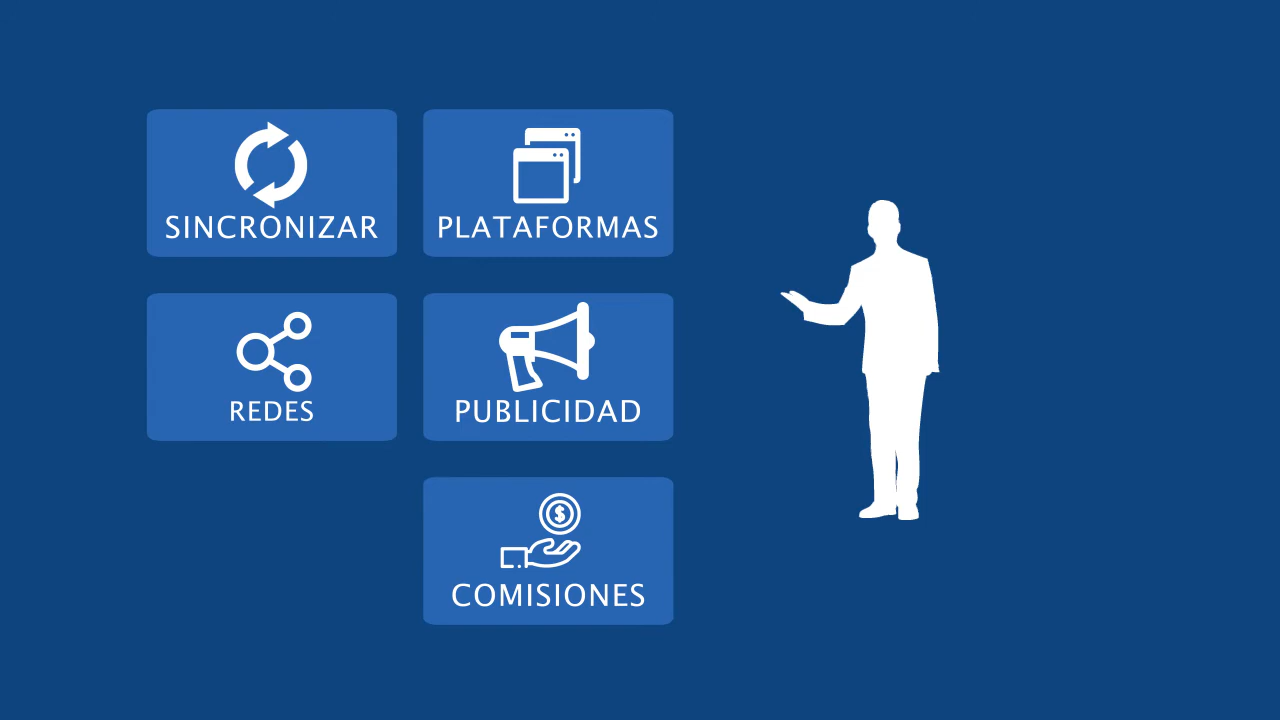 SINCRONIZAR
PLATAFORMAS
REDES
PUBLICIDAD
$
COMISIONES